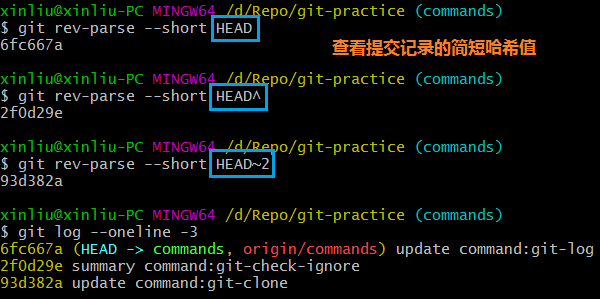 xinliu@xinliu-PC MINGW64 /d/Repo/git-practice (commands)
$ git rev-parse --short HEAD
6fc667a
查看提交记录的简短哈希值
xinliu@xinliu-PC MINGW64 /d/Repo/git-practice (commands)
$ git rev-parse --short HEAD^
2f0d29e
xinliu@xinliu-PC MINGW64 /d/Repo/git-practice (commands)
$ git rev-parse --short HEAD~2
93d382a
xinliu@xinliu-PC MINGW64 /d/Repo/git-practice (commands)
$ git log --oneline -3
6fc667a (HEAD -> commands, origin/commands) update command:git-log
2f0d29e summary command:git-check-ignore
93d382a update command:git-clone